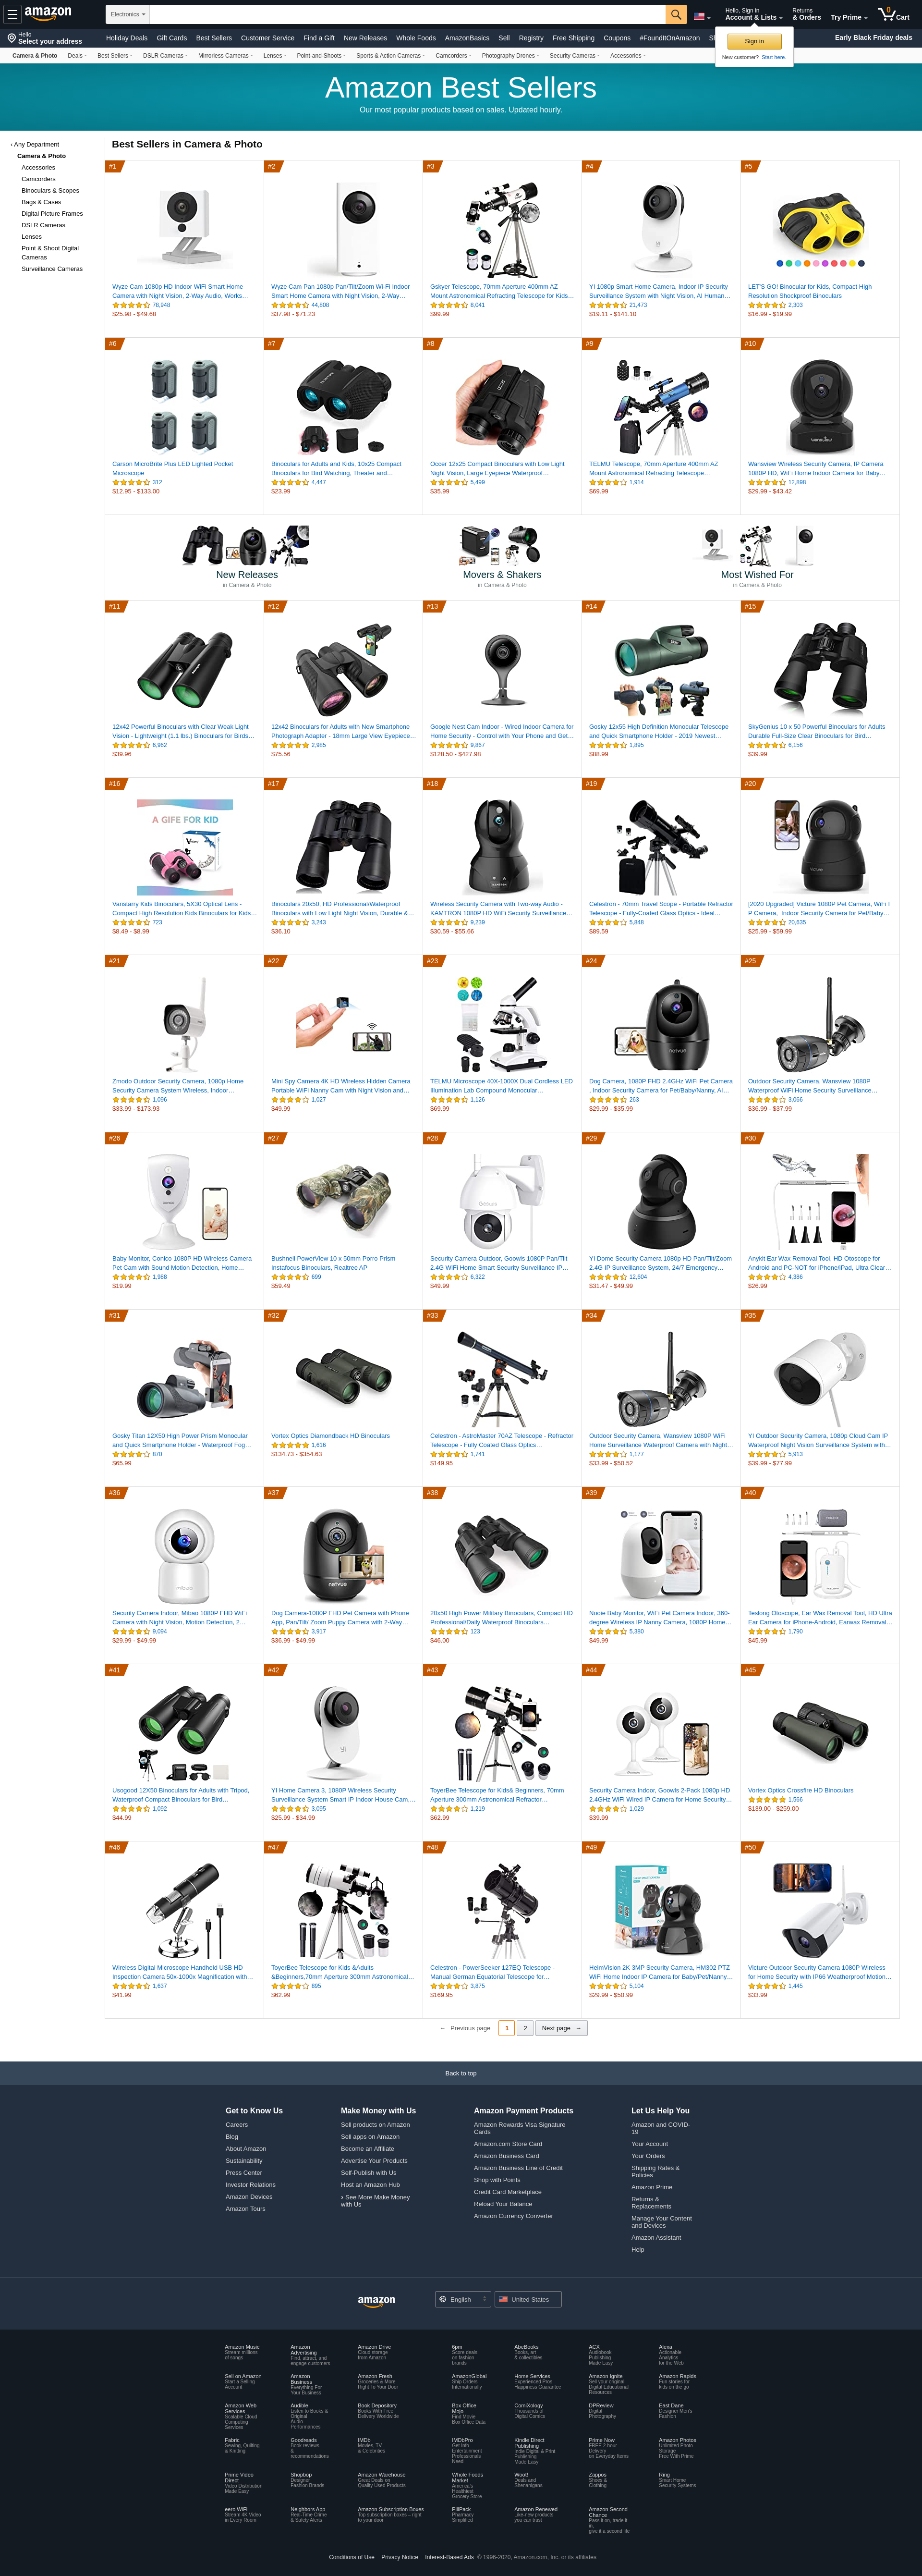 Hello
Select your address
amazon
Electronics
Hello, Sign in
Account & Lists
Returns
& Orders
Try Prime
0
Cart
Holiday Deals
Gift Cards
Best Sellers
Customer Service
Find a Gift
New Releases
Whole Foods
AmazonBasics
Sell
Registry
Free Shipping
Coupons
#FoundItOnAmazon
Early Black Friday deals
Sign in
New customer? Start here.
Camera & Photo
Deals
Best Sellers
DSLR Cameras
Mirrorless Cameras
Lenses
Point-and-Shoots
Sports & Action Cameras
Camcorders
Photography Drones
Security Cameras
Accessories
Amazon Best Sellers
Our most popular products based on sales. Updated hourly.
‹ Any Department
Camera & Photo
Accessories
Camcorders
Binoculars & Scopes
Bags & Cases
Digital Picture Frames
DSLR Cameras
Lenses
Point & Shoot Digital
Cameras
Surveillance Cameras
Best Sellers in Camera & Photo
#1
Wyze Cam 1080p HD Indoor WiFi Smart Home
Camera with Night Vision, 2-Way Audio, Works…
78,948
$25.98 - $49.68
#2
Wyze Cam Pan 1080p Pan/Tilt/Zoom Wi-Fi Indoor
Smart Home Camera with Night Vision, 2-Way…
44,808
$37.98 - $71.23
#3
Gskyer Telescope, 70mm Aperture 400mm AZ
Mount Astronomical Refracting Telescope for Kids…
8,041
$99.99
#4
YI 1080p Smart Home Camera, Indoor IP Security
Surveillance System with Night Vision, AI Human…
21,473
$19.11 - $141.10
#5
LET'S GO! Binocular for Kids, Compact High
Resolution Shockproof Binoculars
2,303
$16.99 - $19.99
#6
Carson MicroBrite Plus LED Lighted Pocket
Microscope
312
$12.95 - $133.00
#7
Binoculars for Adults and Kids, 10x25 Compact
Binoculars for Bird Watching, Theater and…
4,447
$23.99
#8
Occer 12x25 Compact Binoculars with Low Light
Night Vision, Large Eyepiece Waterproof…
5,499
$35.99
#9
TELMU Telescope, 70mm Aperture 400mm AZ
Mount Astronomical Refracting Telescope…
1,914
$69.99
#10
Wansview Wireless Security Camera, IP Camera
1080P HD, WiFi Home Indoor Camera for Baby…
12,898
$29.99 - $43.42
New Releases
in Camera & Photo
Movers & Shakers
in Camera & Photo
Most Wished For
in Camera & Photo
#11
12x42 Powerful Binoculars with Clear Weak Light
Vision - Lightweight (1.1 lbs.) Binoculars for Birds…
6,962
$39.96
#12
12x42 Binoculars for Adults with New Smartphone
Photograph Adapter - 18mm Large View Eyepiece…
2,985
$75.56
#13
Google Nest Cam Indoor - Wired Indoor Camera for
Home Security - Control with Your Phone and Get…
9,867
$128.50 - $427.98
#14
Gosky 12x55 High Definition Monocular Telescope
and Quick Smartphone Holder - 2019 Newest…
1,895
$88.99
#15
SkyGenius 10 x 50 Powerful Binoculars for Adults
Durable Full-Size Clear Binoculars for Bird…
6,156
$39.99
#16
A GIFE FOR KID
Vanstarry Kids Binoculars, 5X30 Optical Lens -
Compact High Resolution Kids Binoculars for Kids…
723
$8.49 - $8.99
#17
Binoculars 20x50, HD Professional/Waterproof
Binoculars with Low Light Night Vision, Durable &…
3,243
$36.10
#18
Wireless Security Camera with Two-way Audio -
KAMTRON 1080P HD WiFi Security Surveillance…
9,239
$30.59 - $55.66
#19
Celestron - 70mm Travel Scope - Portable Refractor
Telescope - Fully-Coated Glass Optics - Ideal…
5,848
$89.59
#20
[2020 Upgraded] Victure 1080P Pet Camera, WiFi I
P Camera, Indoor Security Camera for Pet/Baby…
20,635
$25.99 - $59.99
#21
Zmodo Outdoor Security Camera, 1080p Home
Security Camera System Wireless, Indoor…
1,096
$33.99 - $173.93
#22
Mini Spy Camera 4K HD Wireless Hidden Camera
Portable WiFi Nanny Cam with Night Vision and…
1,027
$49.99
#23
TELMU Microscope 40X-1000X Dual Cordless LED
Illumination Lab Compound Monocular…
1,126
$69.99
#24
netvue
Dog Camera, 1080P FHD 2.4GHz WiFi Pet Camera
, Indoor Security Camera for Pet/Baby/Nanny, AI…
263
$29.99 - $35.99
#25
Outdoor Security Camera, Wansview 1080P
Waterproof WiFi Home Security Surveillance…
3,066
$36.99 - $37.99
#26
Baby Monitor, Conico 1080P HD Wireless Camera
Pet Cam with Sound Motion Detection, Home…
1,988
$19.99
#27
Bushnell PowerView 10 x 50mm Porro Prism
Instafocus Binoculars, Realtree AP
699
$59.49
#28
Security Camera Outdoor, Goowls 1080P Pan/Tilt
2.4G WiFi Home Smart Security Surveillance IP…
6,322
$49.99
#29
YI Dome Security Camera 1080p HD Pan/Tilt/Zoom
2.4G IP Surveillance System, 24/7 Emergency…
12,604
$31.47 - $49.99
#30
Anykit Ear Wax Removal Tool, HD Otoscope for
Android and PC-NOT for iPhone/iPad, Ultra Clear…
4,386
$26.99
#31
Gosky Titan 12X50 High Power Prism Monocular
and Quick Smartphone Holder - Waterproof Fog…
870
$65.99
#32
Vortex Optics Diamondback HD Binoculars
1,616
$134.73 - $354.63
#33
Celestron - AstroMaster 70AZ Telescope - Refractor
Telescope - Fully Coated Glass Optics…
1,741
$149.95
#34
Outdoor Security Camera, Wansview 1080P WiFi
Home Surveillance Waterproof Camera with Night…
1,177
$33.99 - $50.52
#35
YI Outdoor Security Camera, 1080p Cloud Cam IP
Waterproof Night Vision Surveillance System with…
5,913
$39.99 - $77.99
#36
Security Camera Indoor, Mibao 1080P FHD WiFi
Camera with Night Vision, Motion Detection, 2…
9,094
$29.99 - $49.99
#37
netvue
Dog Camera-1080P FHD Pet Camera with Phone
App, Pan/Tilt/ Zoom Puppy Camera with 2-Way…
3,917
$36.99 - $49.99
#38
20x50 High Power Military Binoculars, Compact HD
Professional/Daily Waterproof Binoculars…
123
$46.00
#39
Nooie Baby Monitor, WiFi Pet Camera Indoor, 360-
degree Wireless IP Nanny Camera, 1080P Home…
5,380
$49.99
#40
Teslong Otoscope, Ear Wax Removal Tool, HD Ultra
Ear Camera for iPhone-Android, Earwax Removal…
1,790
$45.99
#41
Usogood 12X50 Binoculars for Adults with Tripod,
Waterproof Compact Binoculars for Bird…
1,092
$44.99
#42
YI Home Camera 3, 1080P Wireless Security
Surveillance System Smart IP Indoor House Cam,…
3,095
$25.99 - $34.99
#43
ToyerBee Telescope for Kids& Beginners, 70mm
Aperture 300mm Astronomical Refractor…
1,219
$62.99
#44
Security Camera Indoor, Goowls 2-Pack 1080p HD
2.4GHz WiFi Wired IP Camera for Home Security…
1,029
$39.99
#45
Vortex Optics Crossfire HD Binoculars
1,566
$139.00 - $259.00
#46
Wireless Digital Microscope Handheld USB HD
Inspection Camera 50x-1000x Magnification with…
1,637
$41.99
#47
ToyerBee Telescope for Kids &Adults
&Beginners,70mm Aperture 300mm Astronomical…
895
$62.99
#48
Celestron - PowerSeeker 127EQ Telescope -
Manual German Equatorial Telescope for…
3,875
$169.95
#49
HeimVision 2K 3MP Security Camera, HM302 PTZ
WiFi Home Indoor IP Camera for Baby/Pet/Nanny…
5,104
$29.99 - $50.99
#50
Victure Outdoor Security Camera 1080P Wireless
for Home Security with IP66 Weatherproof Motion…
1,445
$33.99
← Previous page
1
2
Next page →
Back to top
Get to Know Us
Careers
Blog
About Amazon
Sustainability
Press Center
Investor Relations
Amazon Devices
Amazon Tours
Make Money with Us
Sell products on Amazon
Sell apps on Amazon
Become an Affiliate
Advertise Your Products
Self-Publish with Us
Host an Amazon Hub
› See More Make Money
with Us
Amazon Payment Products
Amazon Rewards Visa Signature
Cards
Amazon.com Store Card
Amazon Business Card
Amazon Business Line of Credit
Shop with Points
Credit Card Marketplace
Reload Your Balance
Amazon Currency Converter
Let Us Help You
Amazon and COVID-
19
Your Account
Your Orders
Shipping Rates &
Policies
Amazon Prime
Returns &
Replacements
Manage Your Content
and Devices
Amazon Assistant
Help
amazon
English
United States
Amazon Music
Stream millions
of songs
Amazon
Advertising
Find, attract, and
engage customers
Amazon Drive
Cloud storage
from Amazon
6pm
Score deals
on fashion
brands
AbeBooks
Books, art
& collectibles
ACX
Audiobook
Publishing
Made Easy
Alexa
Actionable
Analytics
for the Web
Sell on Amazon
Start a Selling
Account
Amazon
Business
Everything For
Your Business
Amazon Fresh
Groceries & More
Right To Your Door
AmazonGlobal
Ship Orders
Internationally
Home Services
Experienced Pros
Happiness Guarantee
Amazon Ignite
Sell your original
Digital Educational
Resources
Amazon Rapids
Fun stories for
kids on the go
Amazon Web
Services
Scalable Cloud
Computing
Services
Audible
Listen to Books &
Original
Audio
Performances
Book Depository
Books With Free
Delivery Worldwide
Box Office
Mojo
Find Movie
Box Office Data
ComiXology
Thousands of
Digital Comics
DPReview
Digital
Photography
East Dane
Designer Men's
Fashion
Fabric
Sewing, Quilting
& Knitting
Goodreads
Book reviews
&
recommendations
IMDb
Movies, TV
& Celebrities
IMDbPro
Get Info
Entertainment
Professionals
Need
Kindle Direct
Publishing
Indie Digital & Print
Publishing
Made Easy
Prime Now
FREE 2-hour
Delivery
on Everyday Items
Amazon Photos
Unlimited Photo
Storage
Free With Prime
Prime Video
Direct
Video Distribution
Made Easy
Shopbop
Designer
Fashion Brands
Amazon Warehouse
Great Deals on
Quality Used Products
Whole Foods
Market
America's
Healthiest
Grocery Store
Woot!
Deals and
Shenanigans
Zappos
Shoes &
Clothing
Ring
Smart Home
Security Systems
eero WiFi
Stream 4K Video
in Every Room
Neighbors App
Real-Time Crime
& Safety Alerts
Amazon Subscription Boxes
Top subscription boxes – right
to your door
PillPack
Pharmacy
Simplified
Amazon Renewed
Like-new products
you can trust
Amazon Second
Chance
Pass it on, trade it
in,
give it a second life
Conditions of Use
Privacy Notice
Interest-Based Ads
© 1996-2020, Amazon.com, Inc. or its affiliates